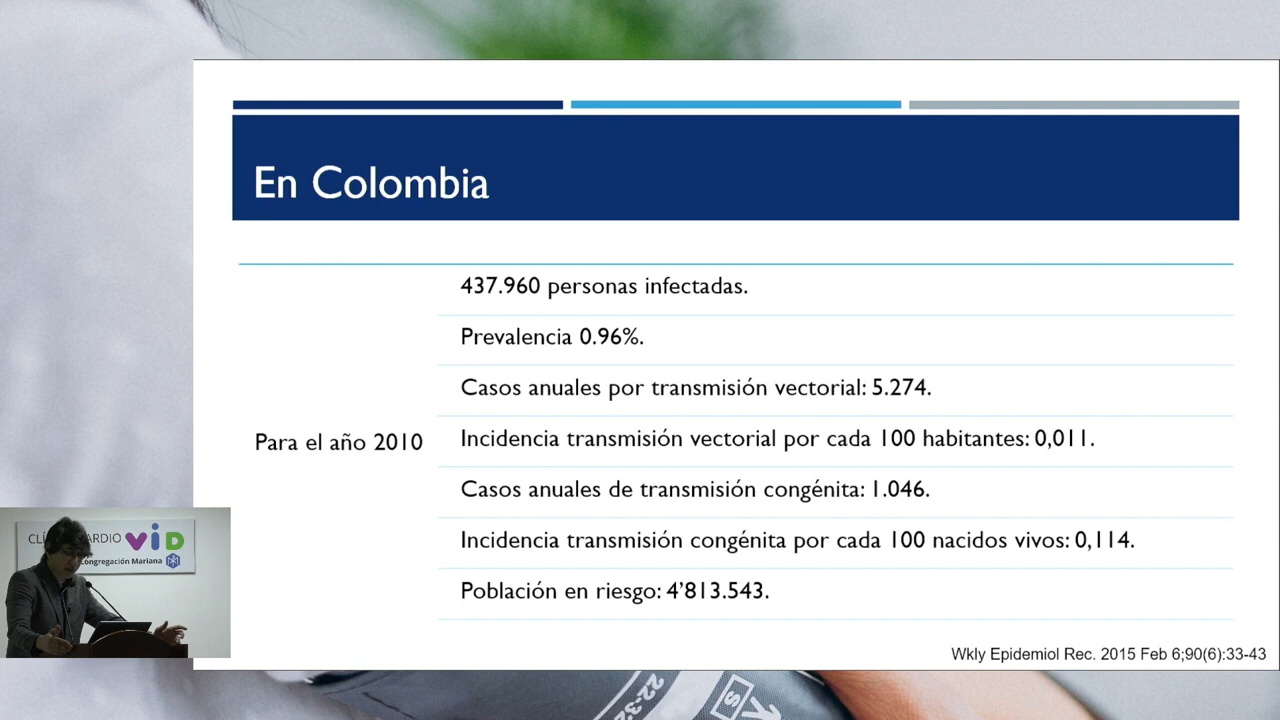 En Colombia
437.960 personas infectadas.
Prevalencia 0.96%.
Casos anuales por transmisión vectorial: 5.274.
Para el año 2010
Incidencia transmisión vectorial por cada 100 habitantes: 0,011.
Casos anuales de transmisión congénita: 1.046.
Incidencia transmisión congénita por cada 100 nacidos vivos: 0,114.
Población en riesgo: 4’813.543.
Wkly Epidemiol Rec. 2015 Feb 6;90(6):33-43
VID
Congregación Mariana
S